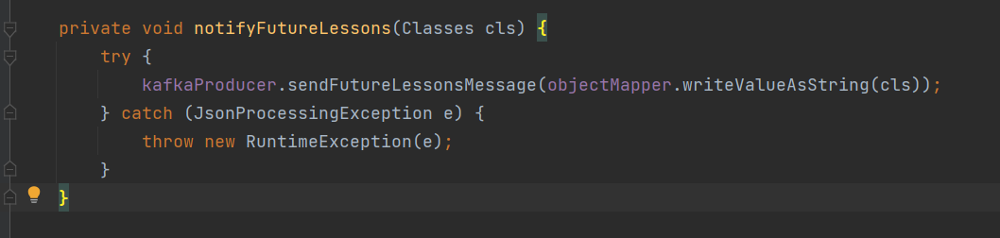 private void notifyFutureLessons(Classes cls) {
    try {
        kafkaProducer.sendFutureLessonsMessage(objectMapper.writeValueAsString(cls));
    } catch (JsonProcessingException e) {
        throw new RuntimeException(e);
    }
}